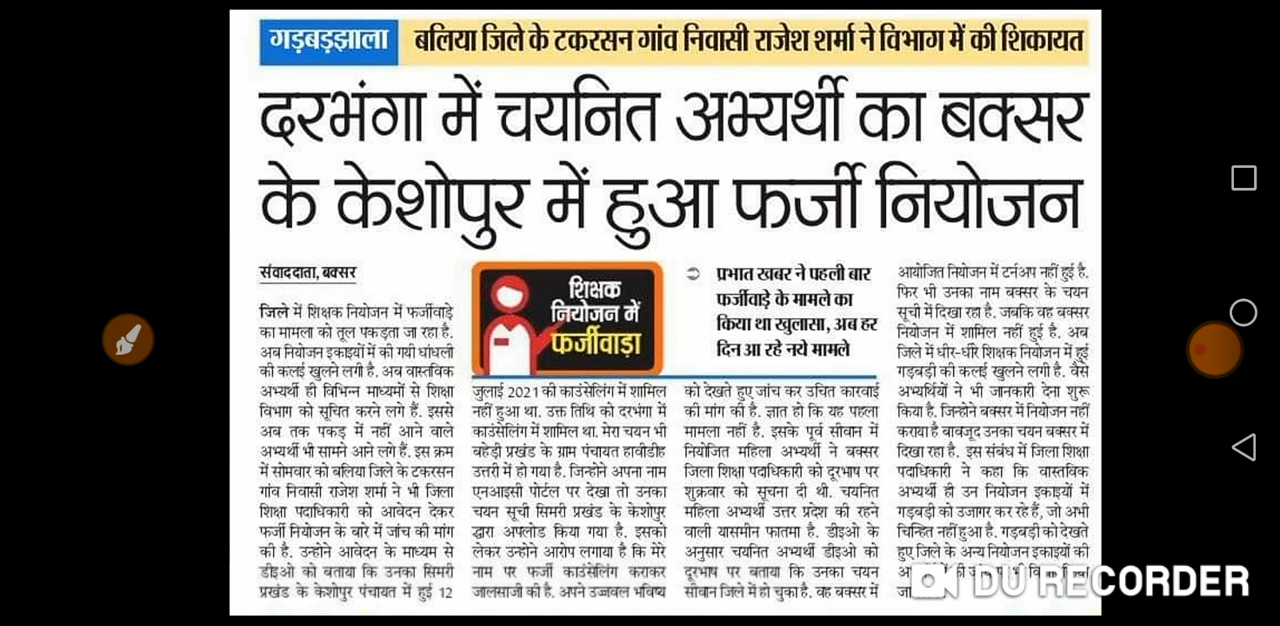 गड़बड़झाला
बलिया जिले के टकरसन गांव निवासी राजेश शर्मा ने विभाग में की शिकायत
दरभंगा में चयनित अभ्यर्थी का बक्सर
के केशोपुर में हुआ फर्जी नियोजन
संवाददाता, बक्सर
जिले में शिक्षक नियोजन में फर्जीवाड़े
का मामला को तूल पकड़ता जा रहा है.
अब नियोजन इकाइयों में की गयी धांधली
की कलई खुलने लगी है. अब वास्तविक
अभ्यर्थी ही विभिन्न माध्यमों से शिक्षा
विभाग को सूचित करने लगे हैं. इससे
अब तक पकड़ में नहीं आने वाले
अभ्यर्थी भी सामने आने लगे हैं. इस क्रम
में सोमवार को बलिया जिले के टकरसन
गांव निवासी राजेश शर्मा ने भी जिला
शिक्षा पदाधिकारी को आवेदन देकर
फर्जी नियोजन के बारे में जांच की मांग
की है. उन्होने आवेदन के माध्यम से
डीइओ को बताया कि उनका सिमरी
प्रखंड के केशोपुर पंचायत में हुई 12
शिक्षक
नियोजन में
फर्जीवाड़ा
जुलाई 2021 की काउंसेलिंग में शामिल
नहीं हुआ था. उक्त तिथि को दरभंगा में
काउंसेलिंग में शामिल था. मेरा चयन भी
बहेड़ी प्रखंड के ग्राम पंचायत हावीडीह
उत्तरी में हो गया है. जिन्होने अपना नाम
एनआइसी पोर्टल पर देखा तो उनका
चयन सूची सिमरी प्रखंड के केशोपुर
द्वारा अपलोड किया गया है. इसको
लेकर उन्होने आरोप लगाया है कि मेरे
नाम पर फर्जी काउंसेलिंग कराकर
जालसाजी की है. अपने उज्जवल भविष्य
प्रभात खबर ने पहली बार
फर्जीवाड़े के मामले का
किया था खुलासा, अब हर
दिन आ रहे नये मामले
को देखते हुए जांच कर उचित कारवाई
की मांग की है. ज्ञात हो कि यह पहला
मामला नहीं है. इसके पूर्व सीवान में
नियोजित महिला अभ्यर्थी ने बक्सर
जिला शिक्षा पदाधिकारी को दूरभाष पर
शुक्रवार को सूचना दी थी. चयनित
महिला अभ्यर्थी उत्तर प्रदेश की रहने
वाली यासमीन फातमा है. डीइओ के
अनुसार चयनित अभ्यर्थी डीइओ को
दूरभाष पर बताया कि उनका चयन
सीवान जिले में हो चुका है. वह बक्सर में
आयोजित नियोजन में टर्नअप नहीं हुई है.
फिर भी उनका नाम बक्सर के चयन
सूची में दिखा रहा है. जबकि वह बक्सर
नियोजन में शामिल नहीं हुई है. अब
जिले में धीर-धीरे शिक्षक नियोजन में हुई
गड़बड़ी की कलई खुलने लगी है. वैसे
अभ्यर्थियों ने भी जानकारी देना शुरू
किया है. जिन्होने बक्सर में नियोजन नहीं
कराया है बावजूद उनका चयन बक्सर में
दिखा रहा है. इस संबंध में जिला शिक्षा
पदाधिकारी ने कहा कि वास्तविक
अभ्यर्थी ही उन नियोजन इकाइयों में
गड़बड़ी को उजागर कर रहे हैं, जो अभी
चिन्हित नहीं हुआ है. गड़बड़ी को देखते
हुए जिले के अन्य नियोजन इकाइयों की
DU RECORDER